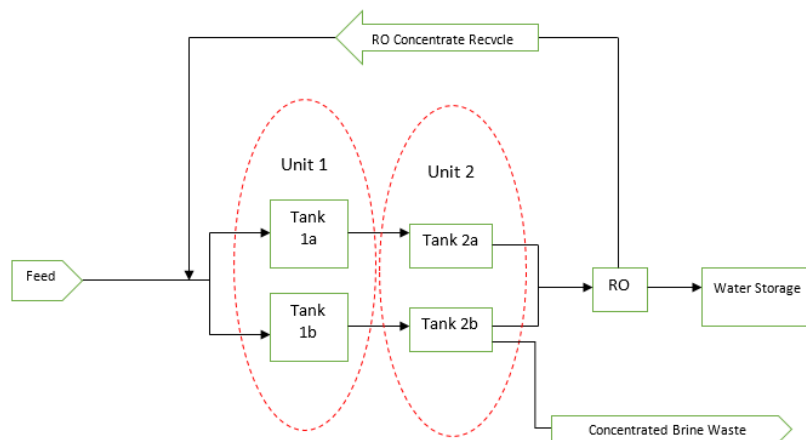 RO Concentrate Recvcle
Unit 1
Unit 2
Tank
1a
Tank 2a
Feed
RO
Water Storage
Tank
1b
Tank 2b
Concentrated Brine Waste